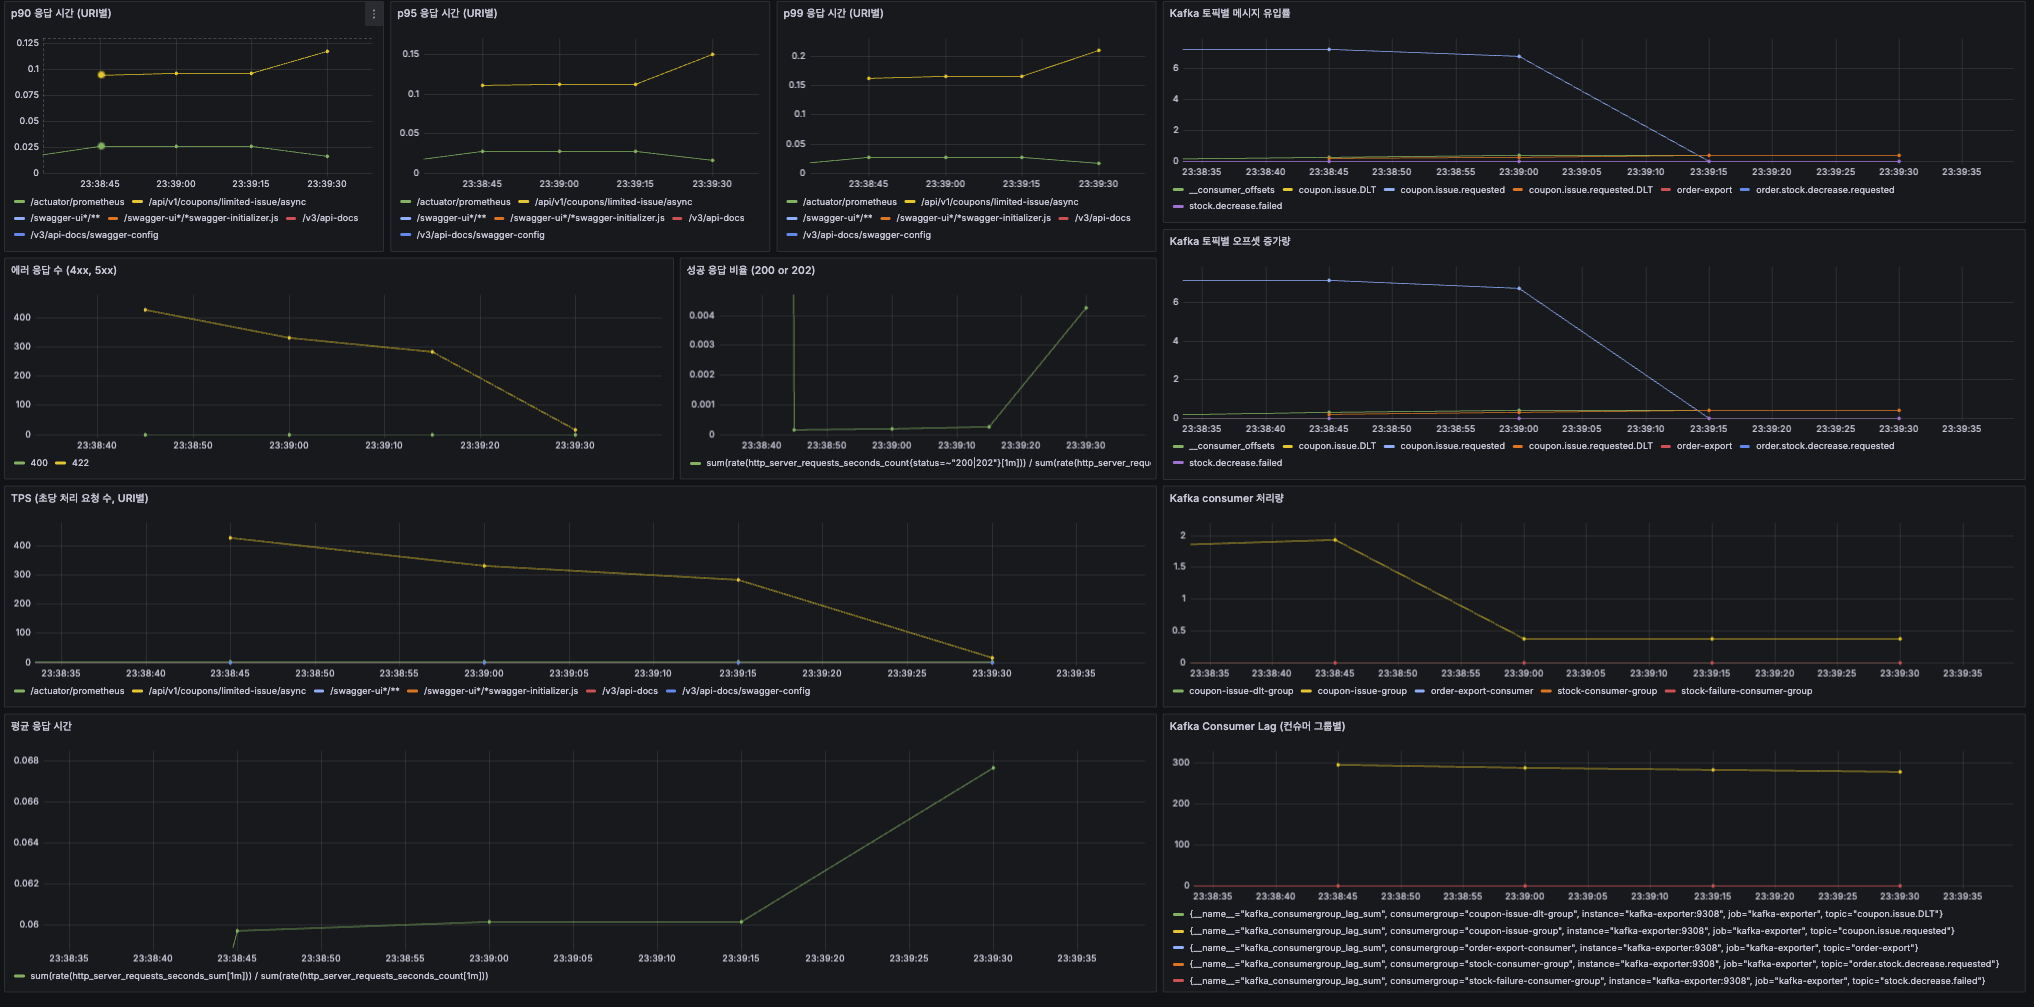 p90 응답 시간 (URI별)
0.125
0.1
0.075
0.05
0.025
0
23:38:45 23:39:00 23:39:15 23:39:30
/actuator/prometheus /api/v1/coupons/limited-issue/async
/swagger-ui*/** /swagger-ui*/*swagger-initializer.js /v3/api-docs
/v3/api-docs/swagger-config
p95 응답 시간 (URI별)
0.15
0.1
0.05
0
23:38:45 23:39:00 23:39:15 23:39:30
/actuator/prometheus /api/v1/coupons/limited-issue/async
/swagger-ui*/** /swagger-ui*/*swagger-initializer.js /v3/api-docs
/v3/api-docs/swagger-config
p99 응답 시간 (URI별)
0.2
0.15
0.1
0.05
0
23:38:45 23:39:00 23:39:15 23:39:30
/actuator/prometheus /api/v1/coupons/limited-issue/async
/swagger-ui*/** /swagger-ui*/*swagger-initializer.js /v3/api-docs
/v3/api-docs/swagger-config
Kafka 토픽별 메시지 유입률
6
4
2
0
23:38:35 23:38:40 23:38:45 23:38:50 23:38:55 23:39:00 23:39:05 23:39:10 23:39:15 23:39:20 23:39:25 23:39:30 23:39:35
__consumer_offsets coupon.issue.DLT coupon.issue.requested coupon.issue.requested.DLT order-export order.stock.decrease.requested
stock.decrease.failed
Kafka 토픽별 오프셋 증가량
6
4
2
0
23:38:35 23:38:40 23:38:45 23:38:50 23:38:55 23:39:00 23:39:05 23:39:10 23:39:15 23:39:20 23:39:25 23:39:30 23:39:35
__consumer_offsets coupon.issue.DLT coupon.issue.requested coupon.issue.requested.DLT order-export order.stock.decrease.requested
stock.decrease.failed
에러 응답 수 (4xx, 5xx)
400
300
200
100
0
23:38:40 23:38:50 23:39:00 23:39:10 23:39:20 23:39:30
400 422
성공 응답 비율 (200 or 202)
0.004
0.003
0.002
0.001
0
23:38:40 23:38:50 23:39:00 23:39:10 23:39:20 23:39:30
sum(rate(http_server_requests_seconds_count{status=~"200|202"}[1m])) / sum(rate(http_server_requ
TPS (초당 처리 요청 수, URI별)
400
300
200
100
0
23:38:35 23:38:40 23:38:45 23:38:50 23:38:55 23:39:00 23:39:05 23:39:10 23:39:15 23:39:20 23:39:25 23:39:30 23:39:35
/actuator/prometheus /api/v1/coupons/limited-issue/async /swagger-ui*/** /swagger-ui*/*swagger-initializer.js /v3/api-docs /v3/api-docs/swagger-config
Kafka consumer 처리량
2
1.5
1
0.5
0
23:38:35 23:38:40 23:38:45 23:38:50 23:38:55 23:39:00 23:39:05 23:39:10 23:39:15 23:39:20 23:39:25 23:39:30 23:39:35
coupon-issue-dlt-group coupon-issue-group order-export-consumer stock-consumer-group stock-failure-consumer-group
평균 응답 시간
0.068
0.066
0.064
0.062
0.06
23:38:35 23:38:40 23:38:45 23:38:50 23:38:55 23:39:00 23:39:05 23:39:10 23:39:15 23:39:20 23:39:25 23:39:30 23:39:35
sum(rate(http_server_requests_seconds_sum[1m])) / sum(rate(http_server_requests_seconds_count[1m]))
Kafka Consumer Lag (컨슈머 그룹별)
300
200
100
0
23:38:35 23:38:40 23:38:45 23:38:50 23:38:55 23:39:00 23:39:05 23:39:10 23:39:15 23:39:20 23:39:25 23:39:30 23:39:35
{__name__="kafka_consumergroup_lag_sum", consumergroup="coupon-issue-dlt-group", instance="kafka-exporter:9308", job="kafka-exporter", topic="coupon.issue.DLT"}
{__name__="kafka_consumergroup_lag_sum", consumergroup="coupon-issue-group", instance="kafka-exporter:9308", job="kafka-exporter", topic="coupon.issue.requested"}
{__name__="kafka_consumergroup_lag_sum", consumergroup="order-export-consumer", instance="kafka-exporter:9308", job="kafka-exporter", topic="order-export"}
{__name__="kafka_consumergroup_lag_sum", consumergroup="stock-consumer-group", instance="kafka-exporter:9308", job="kafka-exporter", topic="order.stock.decrease.requested"}
{__name__="kafka_consumergroup_lag_sum", consumergroup="stock-failure-consumer-group", instance="kafka-exporter:9308", job="kafka-exporter", topic="stock.decrease.failed"}